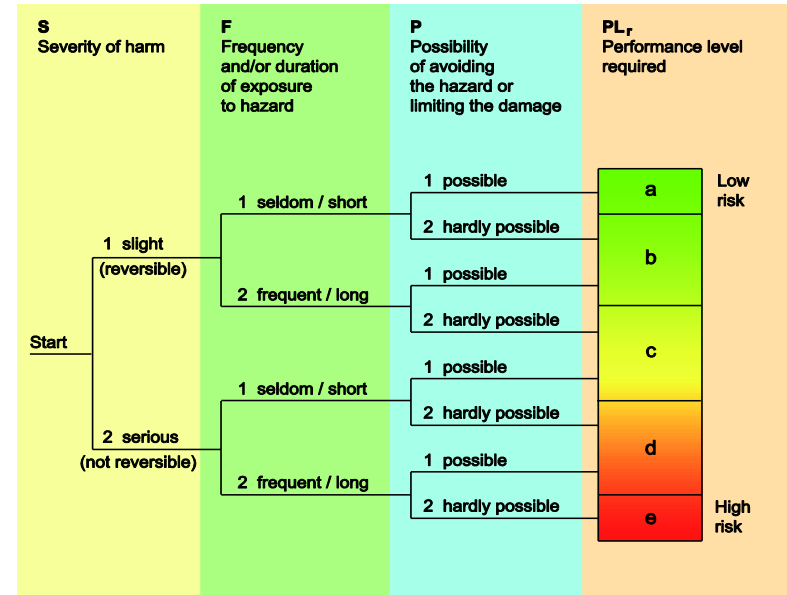 S
Severity of harm
F
Frequency
and/or duration
of exposure
to hazard
P
Possibility
of avoiding
the hazard or
limiting the damage
PLr
Performance level
required
Start
1 slight
(reversible)
2 serious
(not reversible)
1 seldom / short
2 frequent / long
1 seldom / short
2 frequent / long
1 possible
2 hardly possible
1 possible
2 hardly possible
1 possible
2 hardly possible
1 possible
2 hardly possible
a
b
c
d
e
Low
risk
High
risk